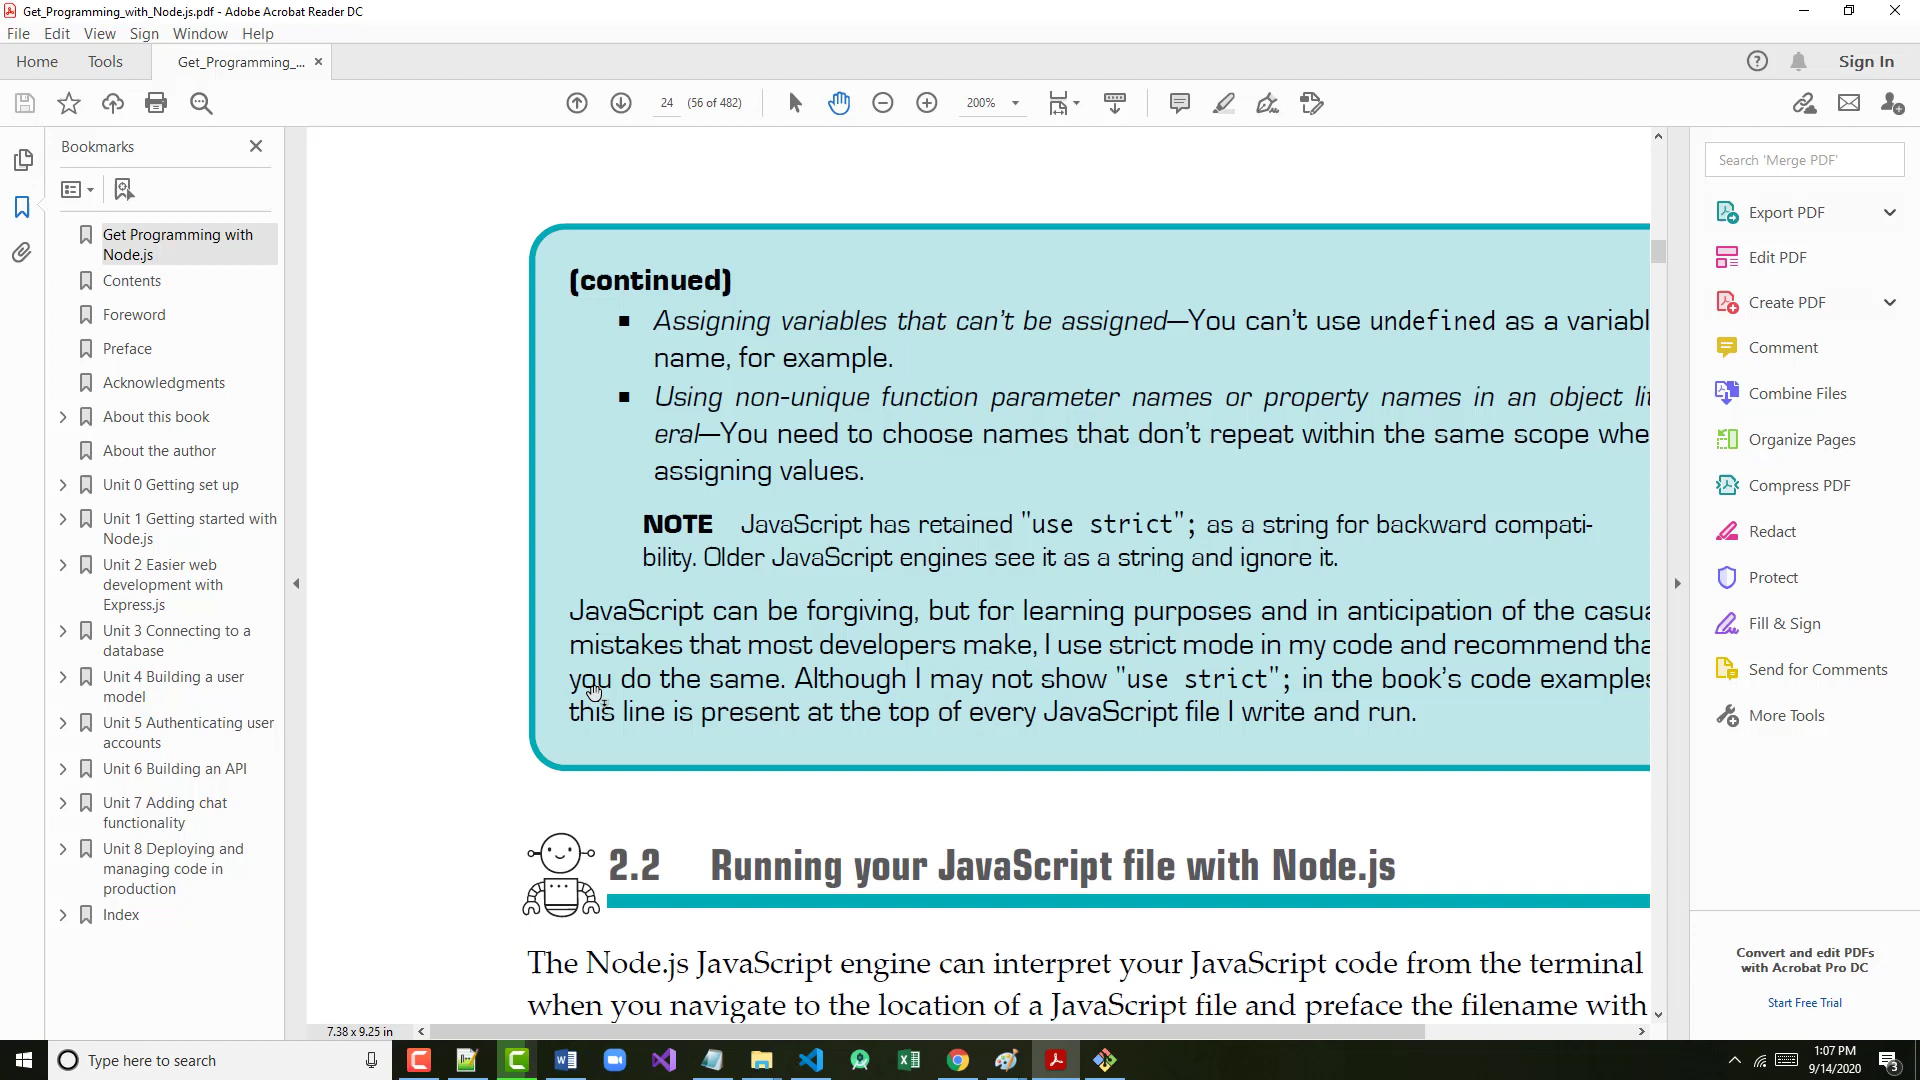 Get_Programming_with_Node.js.pdf - Adobe Acrobat Reader DC
File Edit View Sign Window Help
Home Tools Get_Programming_... Sign In
24 (56 of 482) 200%
Bookmarks
Get Programming with
Node.js
Contents
Foreword
Preface
Acknowledgments
About this book
About the author
Unit 0 Getting set up
Unit 1 Getting started with
Node.js
Unit 2 Easier web
development with
Express.js
Unit 3 Connecting to a
database
Unit 4 Building a user
model
Unit 5 Authenticating user
accounts
Unit 6 Building an API
Unit 7 Adding chat
functionality
Unit 8 Deploying and
managing code in
production
Index
(continued)
Assigning variables that can't be assigned—You can't use undefined as a variabl
name, for example.
Using non-unique function parameter names or property names in an object lit
eral—You need to choose names that don't repeat within the same scope whe
assigning values.
NOTE JavaScript has retained "use strict"; as a string for backward compati-
bility. Older JavaScript engines see it as a string and ignore it.
JavaScript can be forgiving, but for learning purposes and in anticipation of the casua
mistakes that most developers make, I use strict mode in my code and recommend tha
you do the same. Although I may not show "use strict"; in the book's code examples
this line is present at the top of every JavaScript file I write and run.
2.2 Running your JavaScript file with Node.js
The Node.js JavaScript engine can interpret your JavaScript code from the terminal
when you navigate to the location of a JavaScript file and preface the filename with
7.38 x 9.25 in
Search 'Merge PDF'
Export PDF
Edit PDF
Create PDF
Comment
Combine Files
Organize Pages
Compress PDF
Redact
Protect
Fill & Sign
Send for Comments
More Tools
Convert and edit PDFs
with Acrobat Pro DC
Start Free Trial
Type here to search
1:07 PM
9/14/2020
3